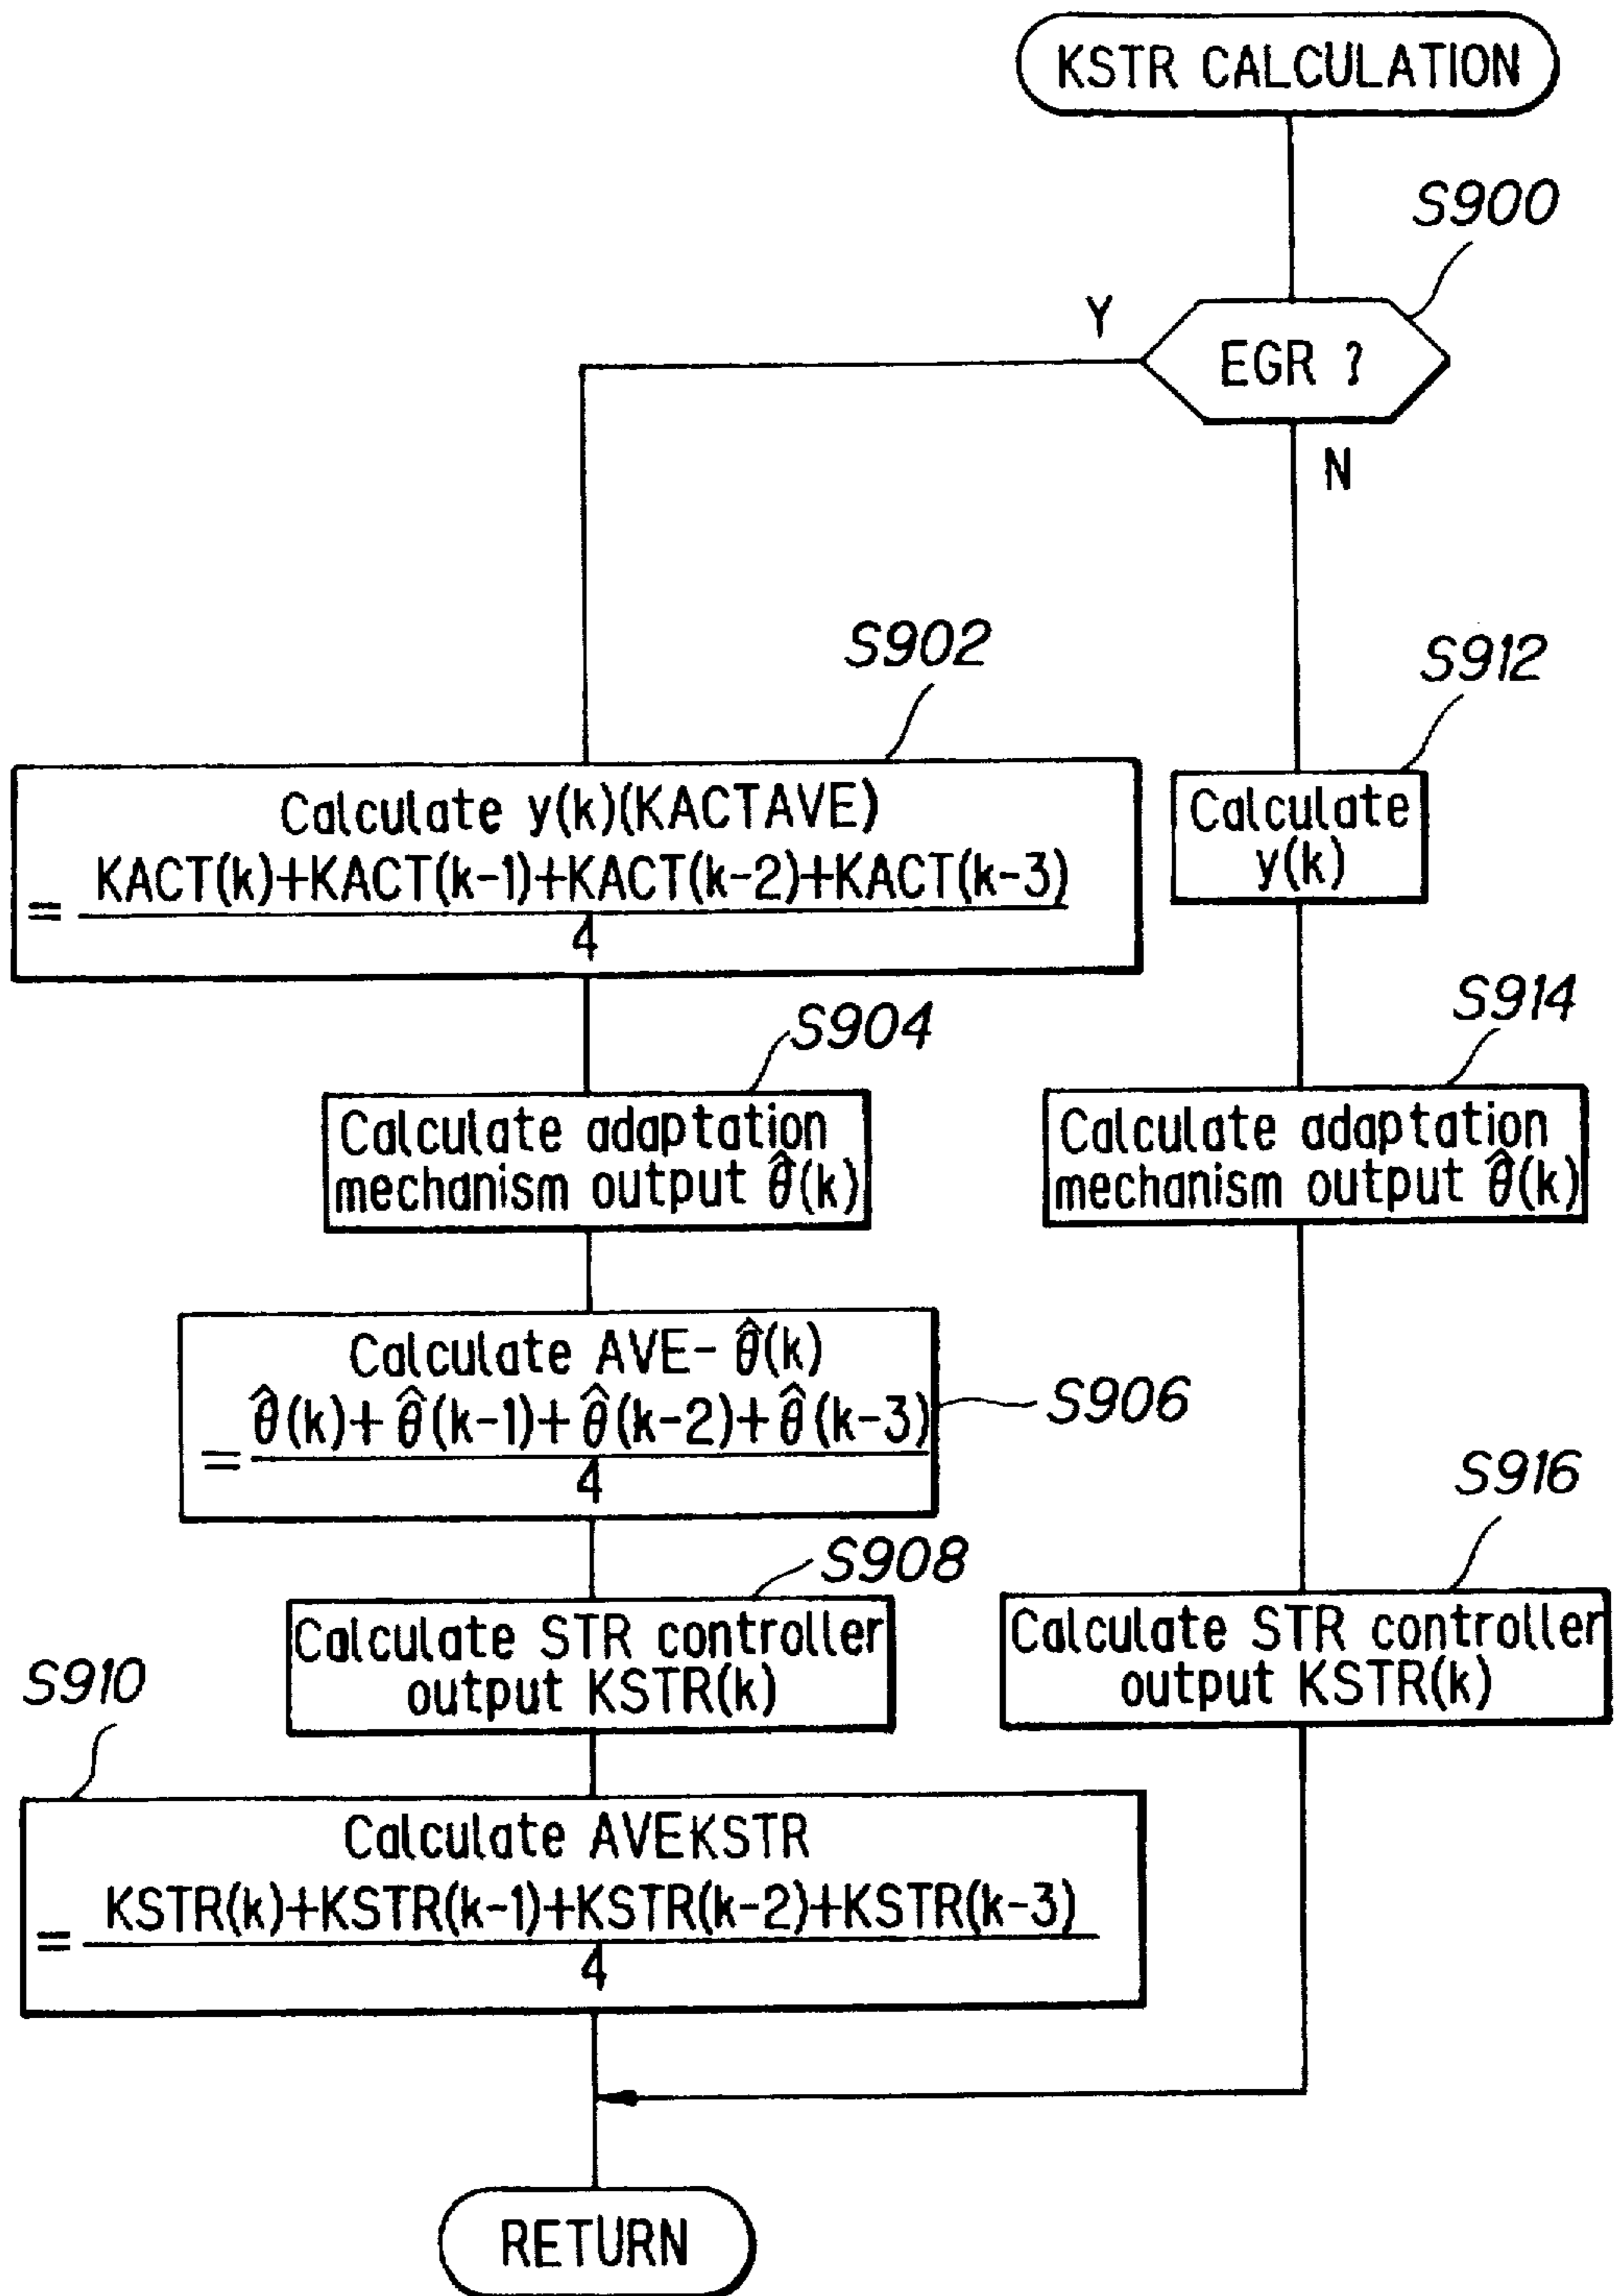 KSTR CALCULATION
S900
EGR ?
Y
N
S902
Calculate y(k)(KACTAVE)
= KACT(k)+KACT(k-1)+KACT(k-2)+KACT(k-3)
4
S904
Calculate adaptation
mechanism output θ̂(k)
Calculate AVE- θ̂(k)
= θ̂(k)+ θ̂(k-1)+ θ̂(k-2)+ θ̂(k-3)
4
S906
S908
Calculate STR controller
output KSTR(k)
S910
Calculate AVEKSTR
= KSTR(k)+KSTR(k-1)+KSTR(k-2)+KSTR(k-3)
4
S912
Calculate
y(k)
S914
Calculate adaptation
mechanism output θ̂(k)
S916
Calculate STR controller
output KSTR(k)
RETURN